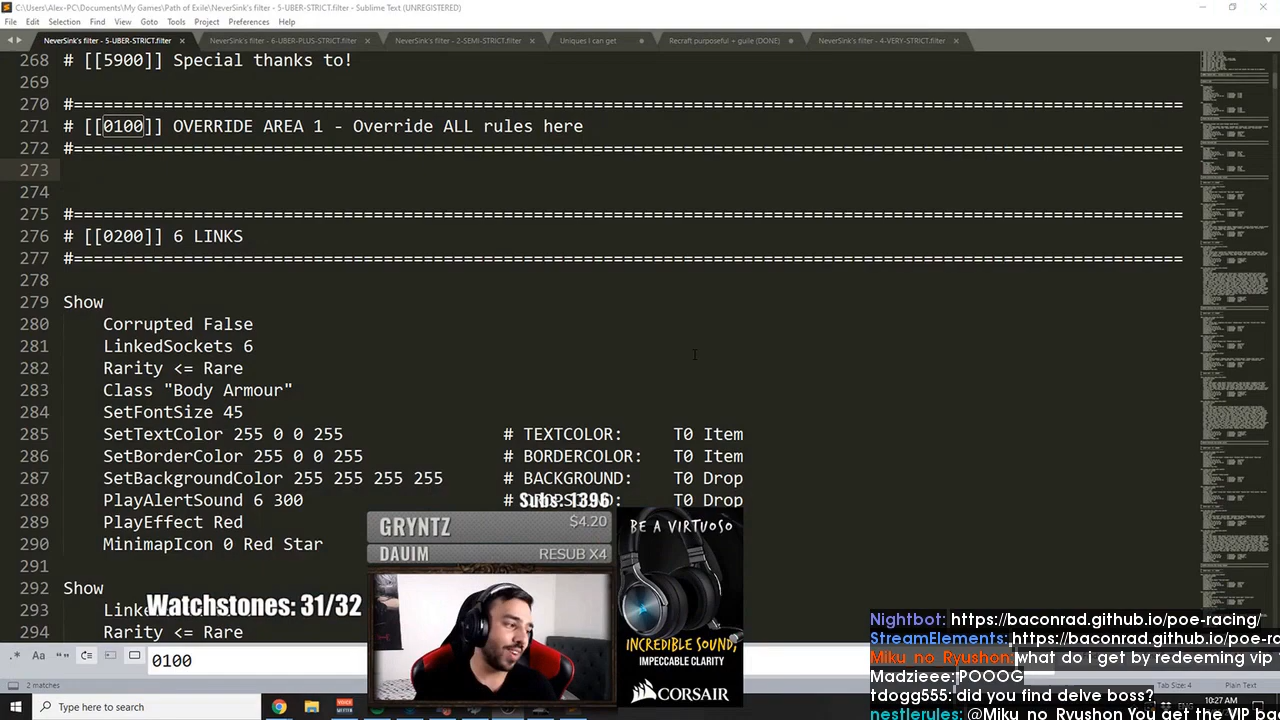 C:\Users\Alex-PC\Documents\My Games\Path of Exile\NeverSink's filter - 5-UBER-STRICT.filter - Sublime Text (UNREGISTERED)
File Edit Selection Find View Goto Tools Project Preferences Help
NeverSink's filter - 5-UBER-STRICT.filter
NeverSink's filter - 6-UBER-PLUS-STRICT.filter
NeverSink's filter - 2-SEMI-STRICT.filter
Uniques I can get
Recraft purposeful + guile (DONE)
NeverSink's filter - 4-VERY-STRICT.filter
268 # [[5900]] Special thanks to!
269
270 #===============================================================================================================
271 # [[0100]] OVERRIDE AREA 1 - Override ALL rules here
272 #===============================================================================================================
273
274
275 #===============================================================================================================
276 # [[0200]] 6 LINKS
277 #===============================================================================================================
278
279 Show
280 Corrupted False
281 LinkedSockets 6
282 Rarity <= Rare
283 Class "Body Armour"
284 SetFontSize 45
285 SetTextColor 255 0 0 255 # TEXTCOLOR: T0 Item
286 SetBorderColor 255 0 0 255 # BORDERCOLOR: T0 Item
287 SetBackgroundColor 255 255 255 255 # BACKGROUND: T0 Drop
288 PlayAlertSound 6 300 # T0 Drop
Subs: 1396
289 PlayEffect Red
290 MinimapIcon 0 Red Star
291
292 Show
293
294 Rarity <= Rare
GRYNTZ $4.20
DAUIM RESUB X4
BE A VIRTUOSO
INCREDIBLE SOUND,
IMPECCABLE CLARITY
CORSAIR
Watchstones: 31/32
Nightbot: https://baconrad.github.io/poe-racing/
StreamElements: https://baconrad.github.io/poe-ra
Miku_no_Ryushon: what do i get by redeeming vip
Madzieee: POOOG
tdogg555: did you find delve boss?
nestlerules: @Miku_no_Ryushon You get the VIP
.* Aa “”
0100
2 matches
Tab Size: 4 Plain Text
Type here to search
10:27 AM